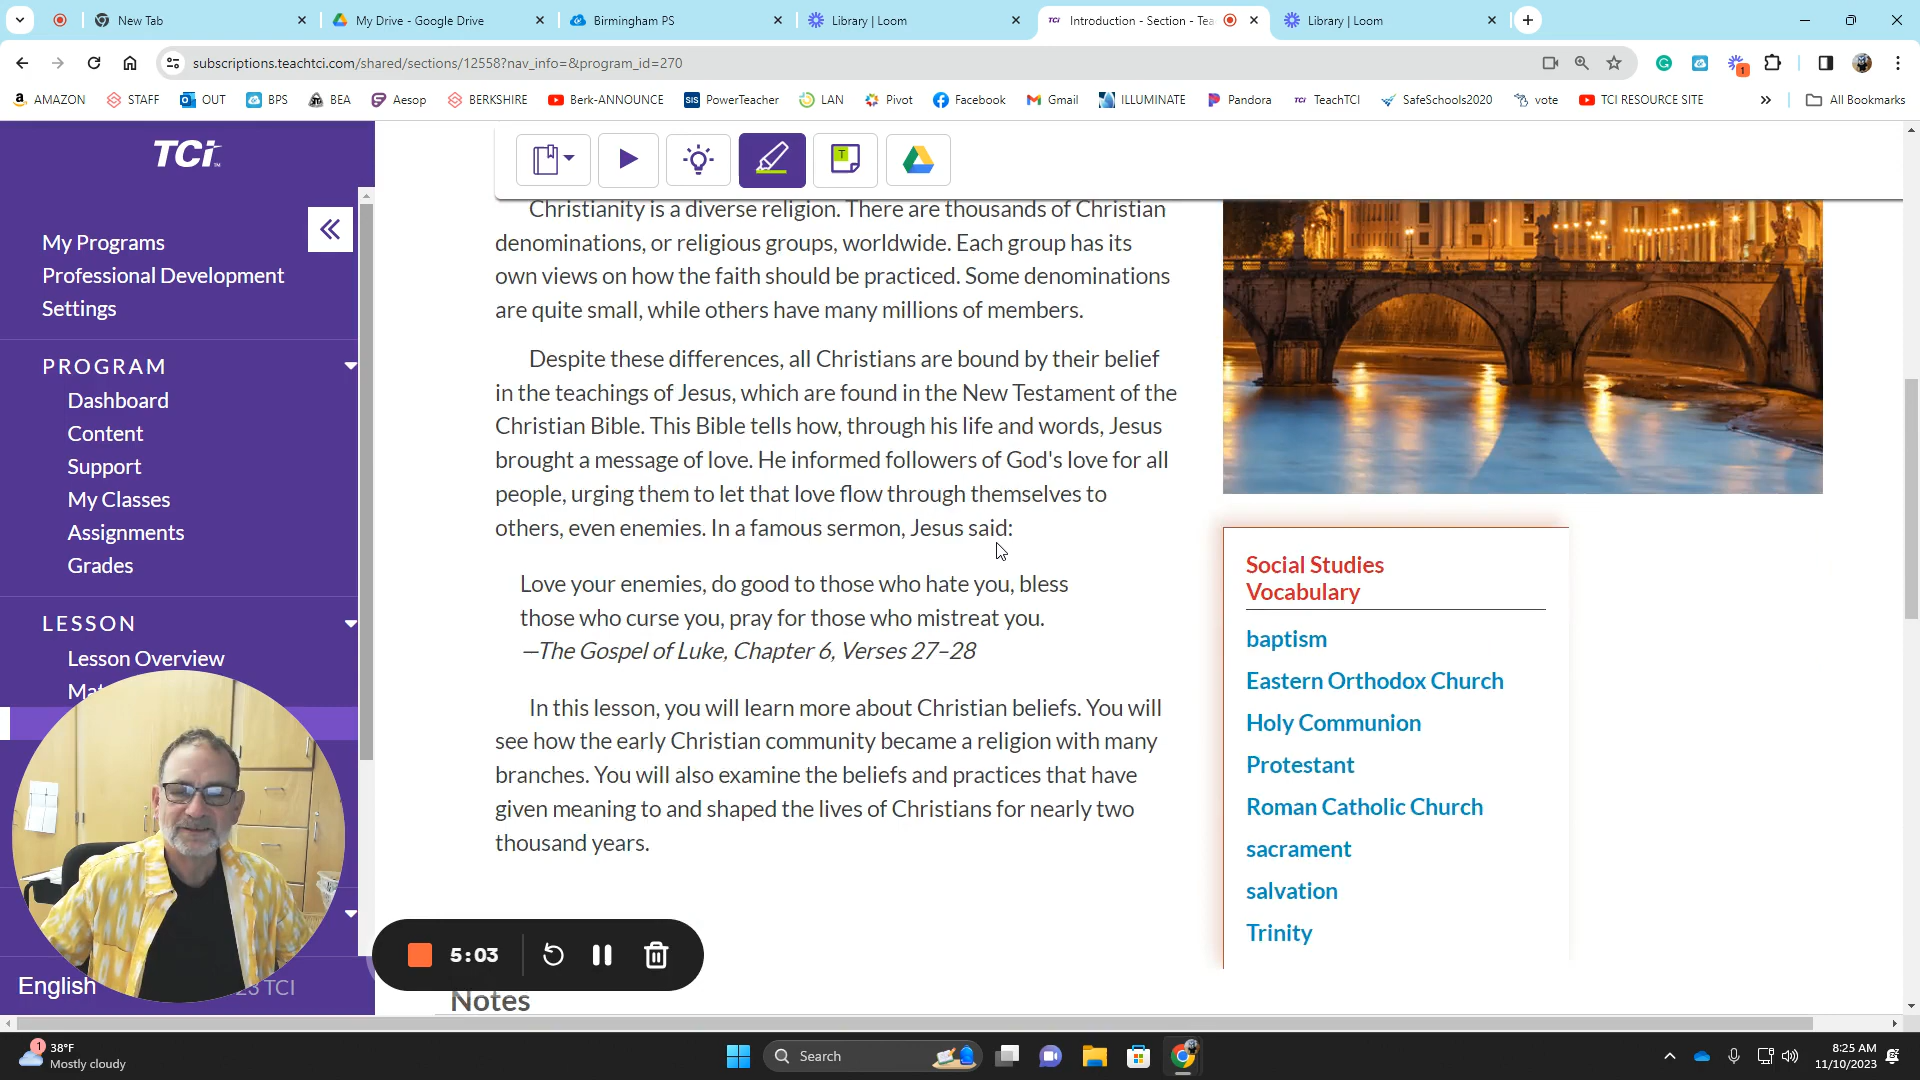 New Tab
My Drive - Google Drive
Birmingham PS
Library | Loom
TCi Introduction - Section - Tea
Library | Loom
subscriptions.teachtci.com/shared/sections/12558?nav_info=&program_id=270
1
AMAZON
STAFF
OUT
BPS
BEA
Aesop
BERKSHIRE
Berk-ANNOUNCE
SIS PowerTeacher
LAN
Pivot
Facebook
Gmail
ILLUMINATE
Pandora
TCi TeachTCI
SafeSchools2020
vote
TCI RESOURCE SITE
» All Bookmarks
TCi
My Programs
Professional Development
Settings
PROGRAM
Dashboard
Content
Support
My Classes
Assignments
Grades
LESSON
Lesson Overview
English
23 TCI
T
Christianity is a diverse religion. There are thousands of Christian
denominations, or religious groups, worldwide. Each group has its
own views on how the faith should be practiced. Some denominations
are quite small, while others have many millions of members.
Despite these differences, all Christians are bound by their belief
in the teachings of Jesus, which are found in the New Testament of the
Christian Bible. This Bible tells how, through his life and words, Jesus
brought a message of love. He informed followers of God's love for all
people, urging them to let that love flow through themselves to
others, even enemies. In a famous sermon, Jesus said:
Love your enemies, do good to those who hate you, bless
those who curse you, pray for those who mistreat you.
—The Gospel of Luke, Chapter 6, Verses 27–28
In this lesson, you will learn more about Christian beliefs. You will
see how the early Christian community became a religion with many
branches. You will also examine the beliefs and practices that have
given meaning to and shaped the lives of Christians for nearly two
thousand years.
Social Studies
Vocabulary
baptism
Eastern Orthodox Church
Holy Communion
Protestant
Roman Catholic Church
sacrament
salvation
Trinity
5:03
Notes
1
38°F
Mostly cloudy
Search
8:25 AM
11/10/2023